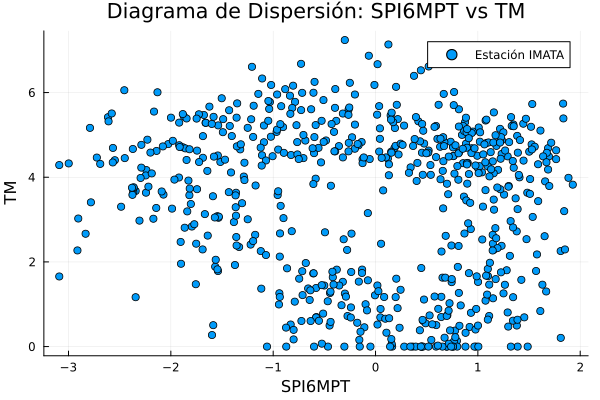 Diagrama de Dispersión: SPI6MPT vs TM
Estación IMATA
TM
6
4
2
0
−3
−2
−1
0
1
2
SPI6MPT